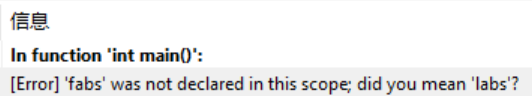 信息
In function 'int main()':
[Error] 'fabs' was not declared in this scope; did you mean 'labs'?